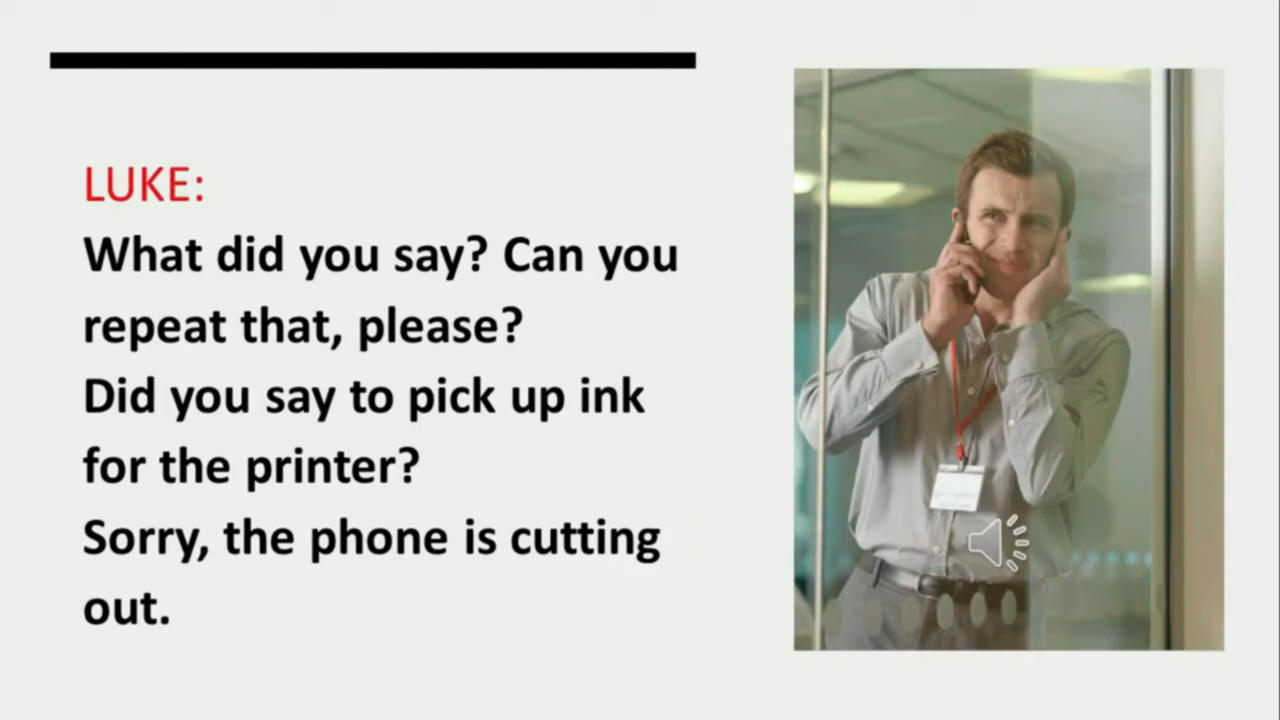 LUKE:
What did you say? Can you
repeat that, please?
Did you say to pick up ink
for the printer?
Sorry, the phone is cutting
out.